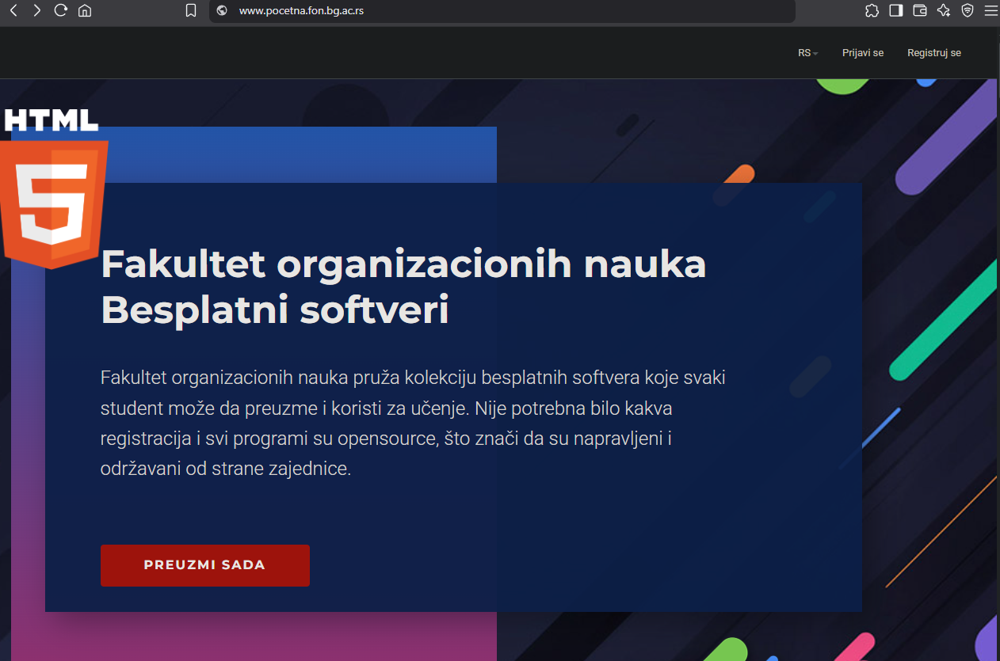 www.pocetna.fon.bg.ac.rs
RS Prijavi se Registruj se
HTML
5
Fakultet organizacionih nauka
Besplatni softveri
Fakultet organizacionih nauka pruža kolekciju besplatnih softvera koje svaki
student može da preuzme i koristi za učenje. Nije potrebna bilo kakva
registracija i svi programi su opensource, što znači da su napravljeni i
održavani od strane zajednice.
PREUZMI SADA